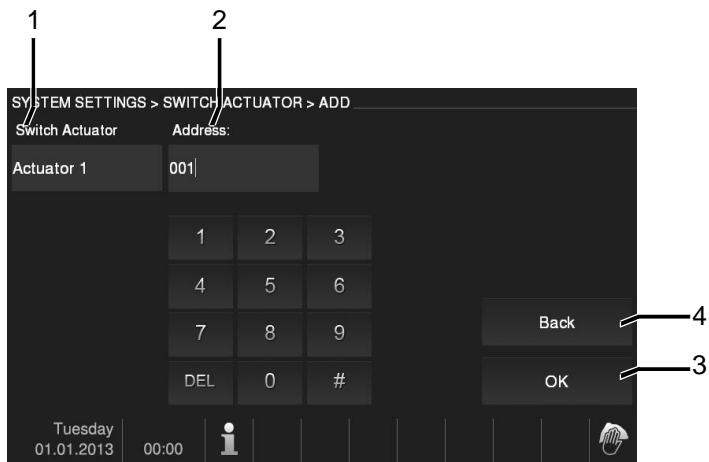 1 2
SYSTEM SETTINGS > SWITCH ACTUATOR > ADD
Switch Actuator Address:
Actuator 1 001
1 2 3
4 5 6
7 8 9
DEL 0 #
Back
4
OK
3
Tuesday
01.01.2013 00:00